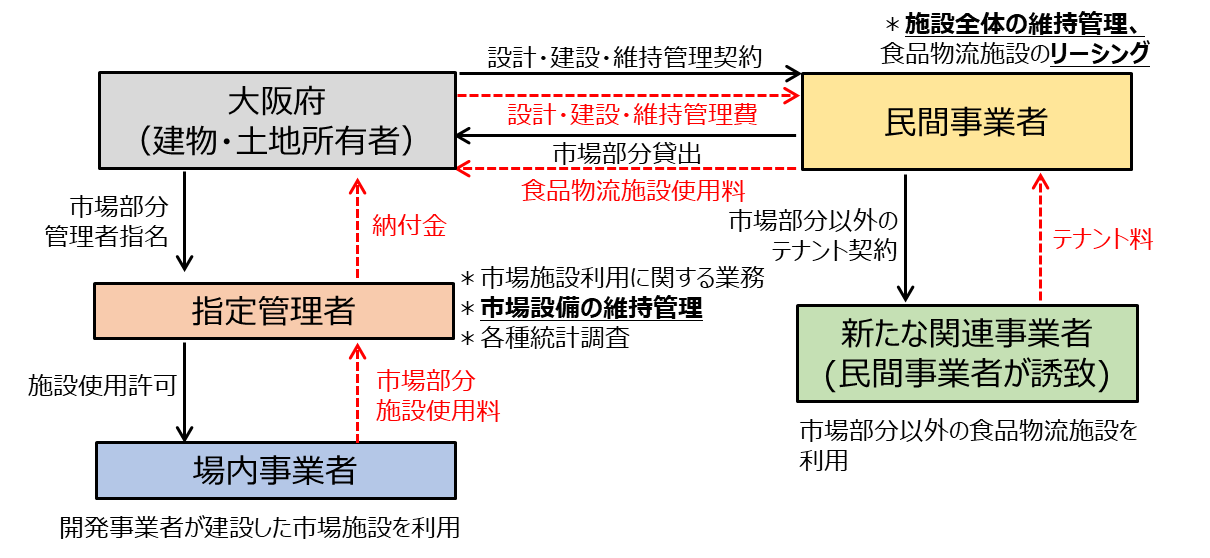 ＊施設全体の維持管理、
食品物流施設のリーシング
設計・建設・維持管理契約
大阪府
（建物・土地所有者）
設計・建設・維持管理費
民間事業者
市場部分貸出
食品物流施設使用料
市場部分
管理者指名
納付金
市場部分以外の
テナント契約
テナント料
＊市場施設利用に関する業務
指定管理者
＊市場設備の維持管理
＊各種統計調査
新たな関連事業者
(民間事業者が誘致)
施設使用許可
市場部分
施設使用料
市場部分以外の食品物流施設を
利用
場内事業者
開発事業者が建設した市場施設を利用